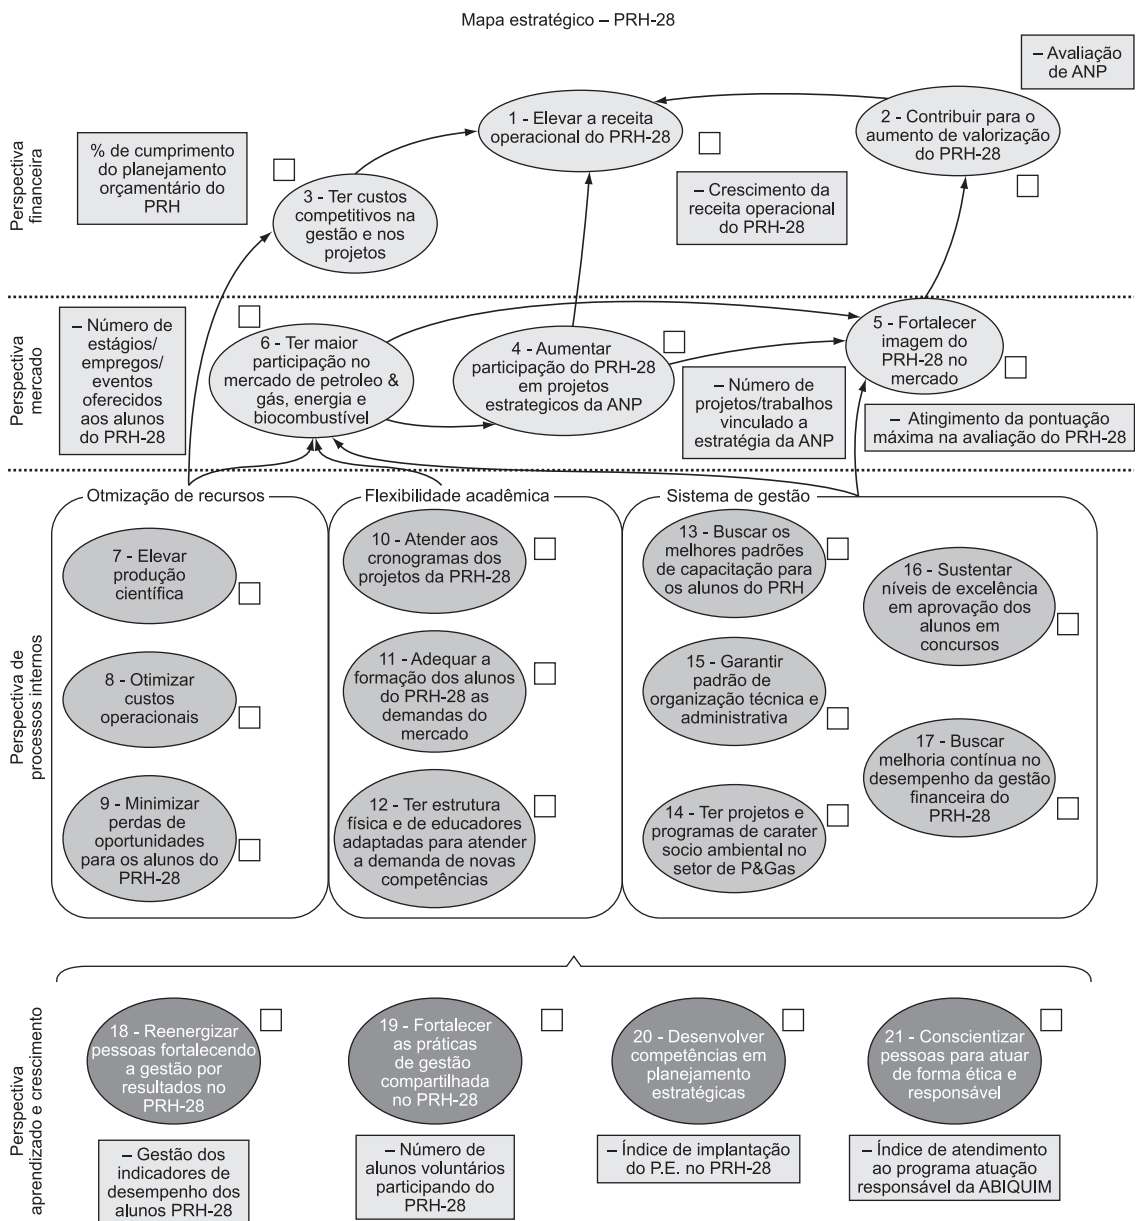 Mapa estratégico – PRH-28
– Avaliação
de ANP
Perspectiva
financeira
% de cumprimento
do planejamento
orçamentário do
PRH
1 - Elevar a receita
operacional do PRH-28
2 - Contribuir para o
aumento de valorização
do PRH-28
3 - Ter custos
competitivos na
gestão e nos
projetos
– Crescimento da
receita operacional
do PRH-28
Perspectiva
mercado
– Número de
estágios/
empregos/
eventos
oferecidos
aos alunos
do PRH-28
6 - Ter maior
participação no
mercado de petroleo &
gás, energia e
biocombustível
4 - Aumentar
participação do PRH-28
em projetos
estrategicos da ANP
5 - Fortalecer
imagem do
PRH-28 no
mercado
– Número de
projetos/trabalhos
vinculado a
estratégia da ANP
– Atingimento da pontuação
máxima na avaliação do PRH-28
Perspectiva de
processos internos
Otmização de recursos
7 - Elevar
produção
científica
8 - Otimizar
custos
operacionais
9 - Minimizar
perdas de
oportunidades
para os alunos do
PRH-28
Flexibilidade acadêmica
10 - Atender aos
cronogramas dos
projetos da PRH-28
11 - Adequar a
formação dos alunos
do PRH-28 as
demandas do
mercado
12 - Ter estrutura
física e de educadores
adaptadas para atender
a demanda de novas
competências
Sistema de gestão
13 - Buscar os
melhores padrões
de capacitação para
os alunos do PRH
16 - Sustentar
níveis de excelência
em aprovação dos
alunos em
concursos
15 - Garantir
padrão de
organização técnica e
administrativa
17 - Buscar
melhoria contínua no
desempenho da gestão
financeira do
PRH-28
14 - Ter projetos e
programas de carater
socio ambiental no
setor de P&Gas
Perspectiva
aprendizado e crescimento
18 - Reenergizar
pessoas fortalecendo
a gestão por
resultados no
PRH-28
19 - Fortalecer
as práticas
de gestão
compartilhada
no PRH-28
20 - Desenvolver
competências em
planejamento
estratégicas
21 - Conscientizar
pessoas para atuar
de forma ética e
responsável
– Gestão dos
indicadores de
desempenho dos
alunos PRH-28
– Número de
alunos voluntários
participando do
PRH-28
– Índice de implantação
do P.E. no PRH-28
– Índice de atendimento
ao programa atuação
responsável da ABIQUIM